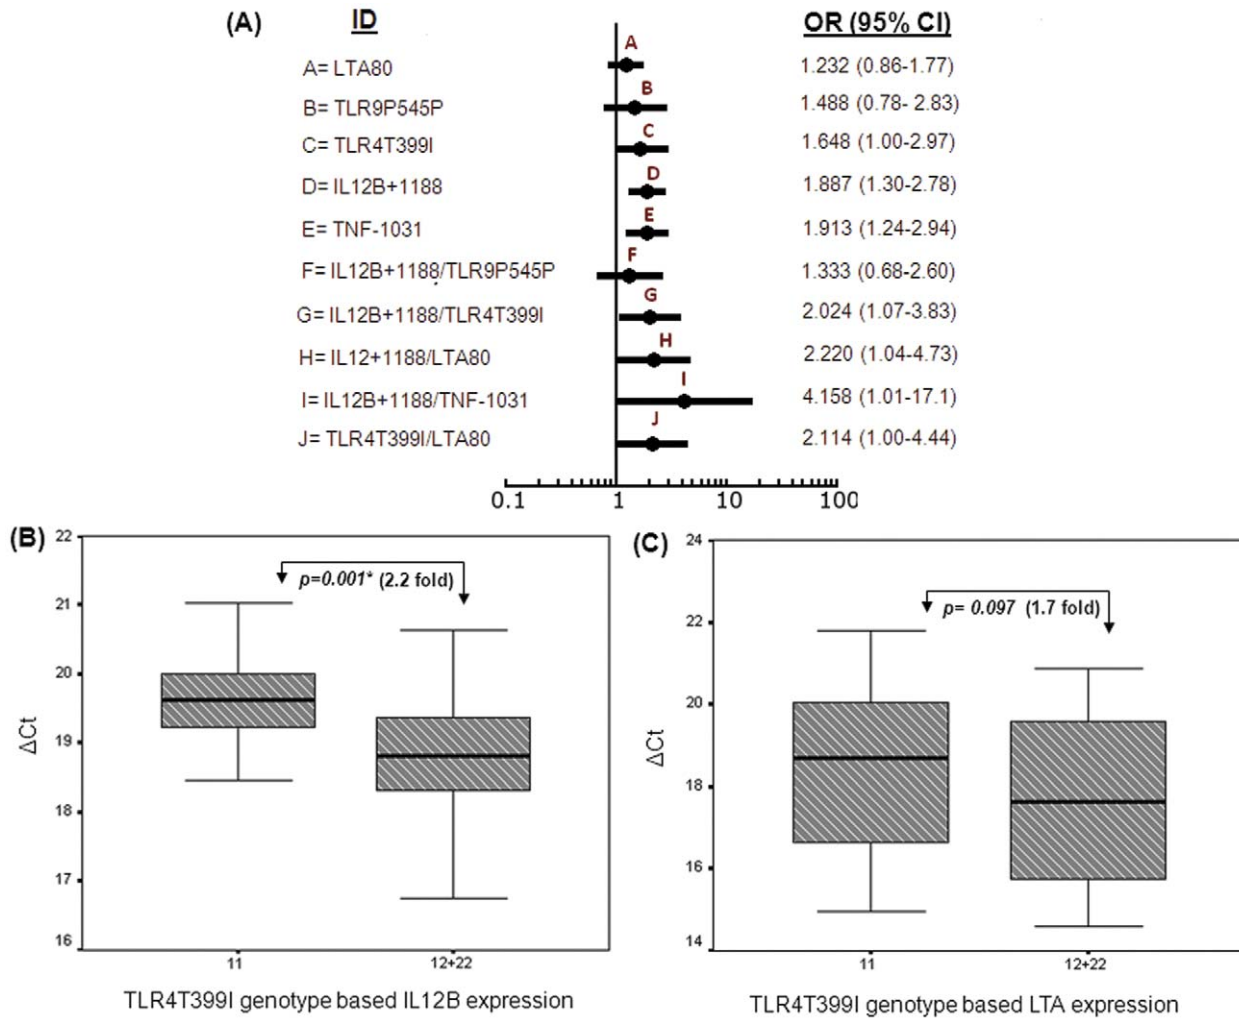 (A) ID OR (95% CI)
A
A= LTA80 1.232 (0.86-1.77)
B
B= TLR9P545P 1.488 (0.78- 2.83)
C
C= TLR4T399I 1.648 (1.00-2.97)
D
D= IL12B+1188 1.887 (1.30-2.78)
E
E= TNF-1031 1.913 (1.24-2.94)
F
F= IL12B+1188/TLR9P545P 1.333 (0.68-2.60)
G
G= IL12B+1188/TLR4T399I 2.024 (1.07-3.83)
H
H= IL12+1188/LTA80 2.220 (1.04-4.73)
I
I= IL12B+1188/TNF-1031 4.158 (1.01-17.1)
J
J= TLR4T399I/LTA80 2.114 (1.00-4.44)
0.1 1 10 100
(B)
22
p=0.001* (2.2 fold)
21
20
19
18
17
16
ΔCt
11 12+22
TLR4T399I genotype based IL12B expression
(C)
24
p= 0.097 (1.7 fold)
22
20
18
16
14
ΔCt
11 12+22
TLR4T399I genotype based LTA expression